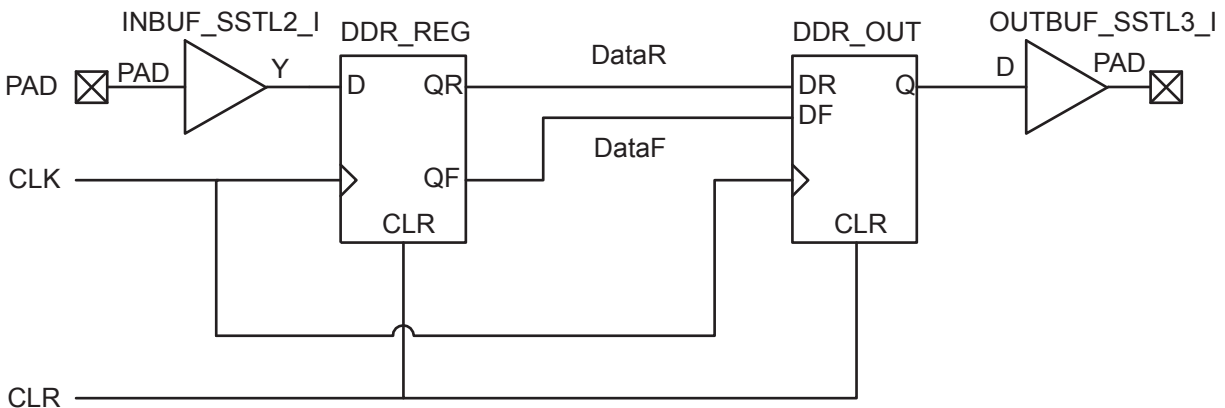 INBUF_SSTL2_I
DDR_REG
DDR_OUT
OUTBUF_SSTL3_I
DataR
PAD
PAD
Y
D
QR
DR
Q
D
PAD
DF
DataF
CLK
QF
CLR
CLR
CLR